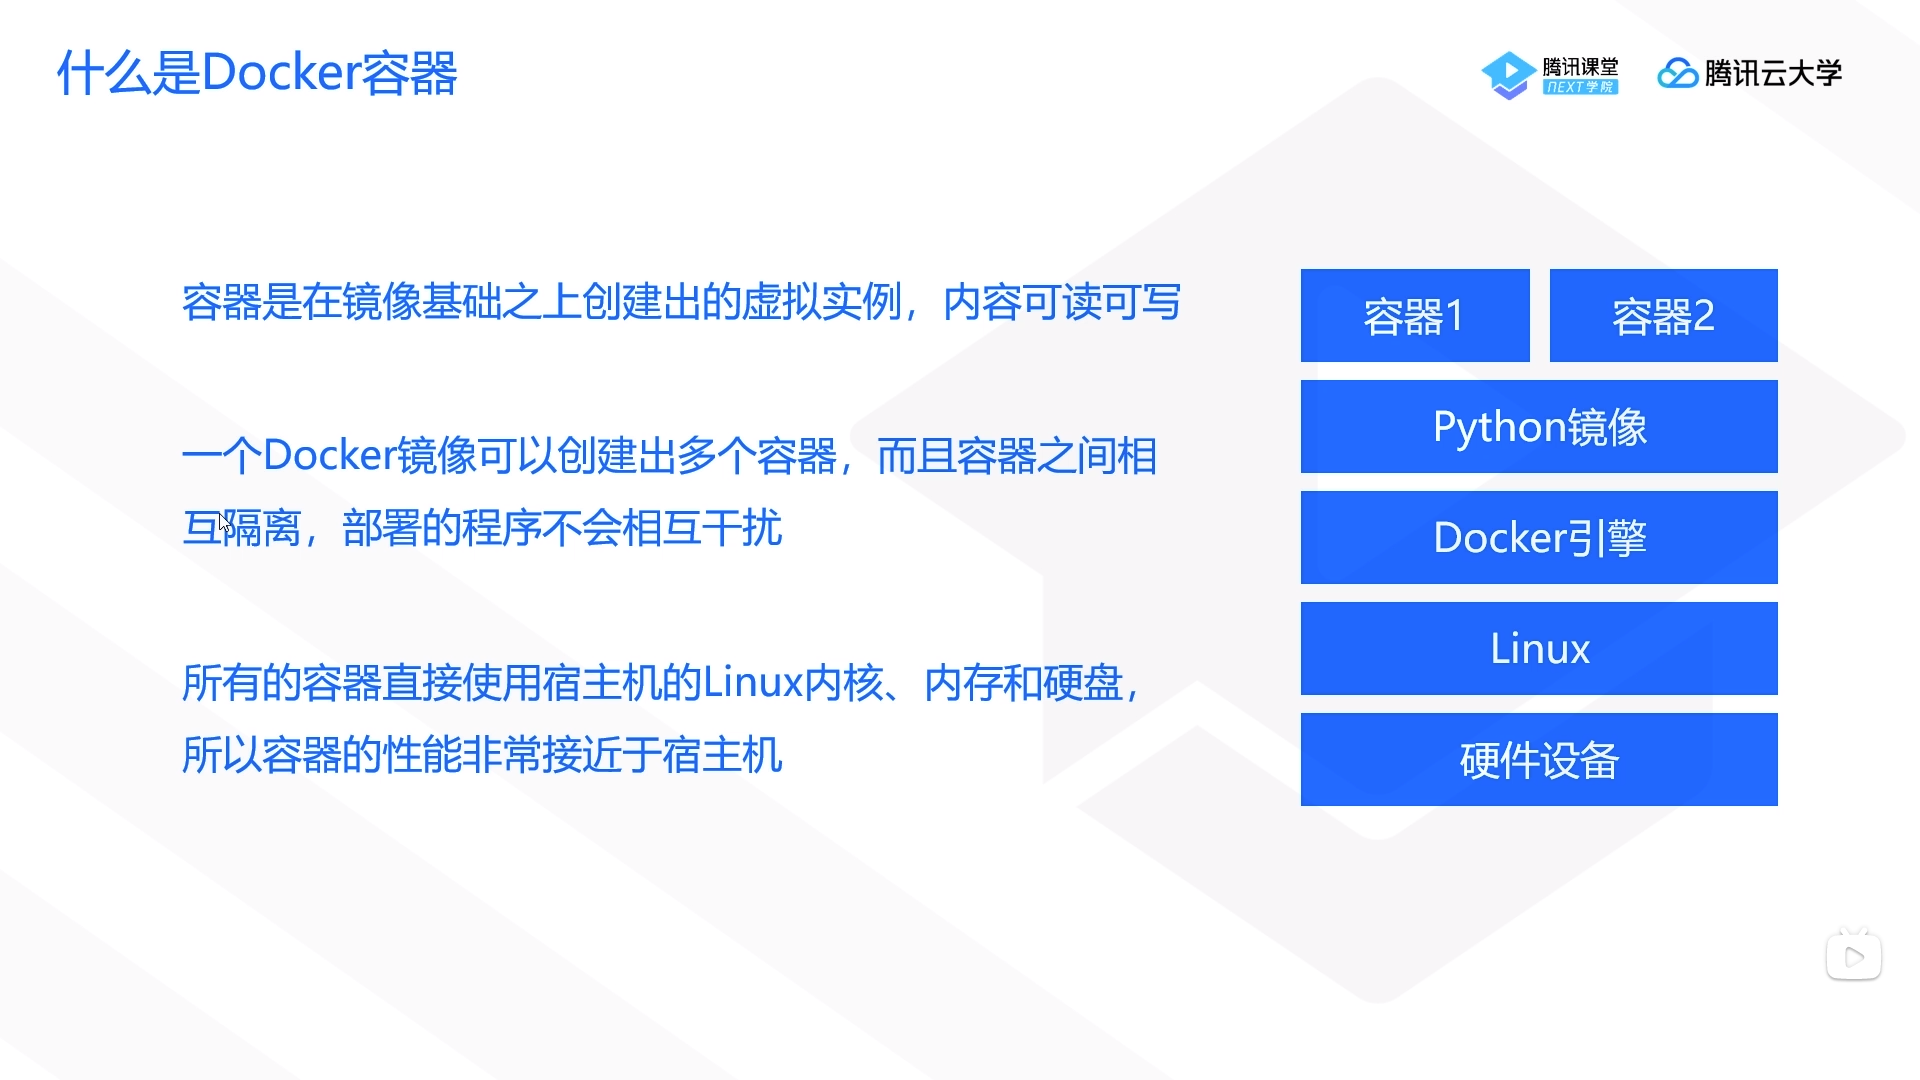 什么是Docker容器
腾讯课堂
NEXT学院
腾讯云大学
容器是在镜像基础之上创建出的虚拟实例，内容可读可写
一个Docker镜像可以创建出多个容器，而且容器之间相
互隔离，部署的程序不会相互干扰
所有的容器直接使用宿主机的Linux内核、内存和硬盘，
所以容器的性能非常接近于宿主机
容器1
容器2
Python镜像
Docker引擎
Linux
硬件设备